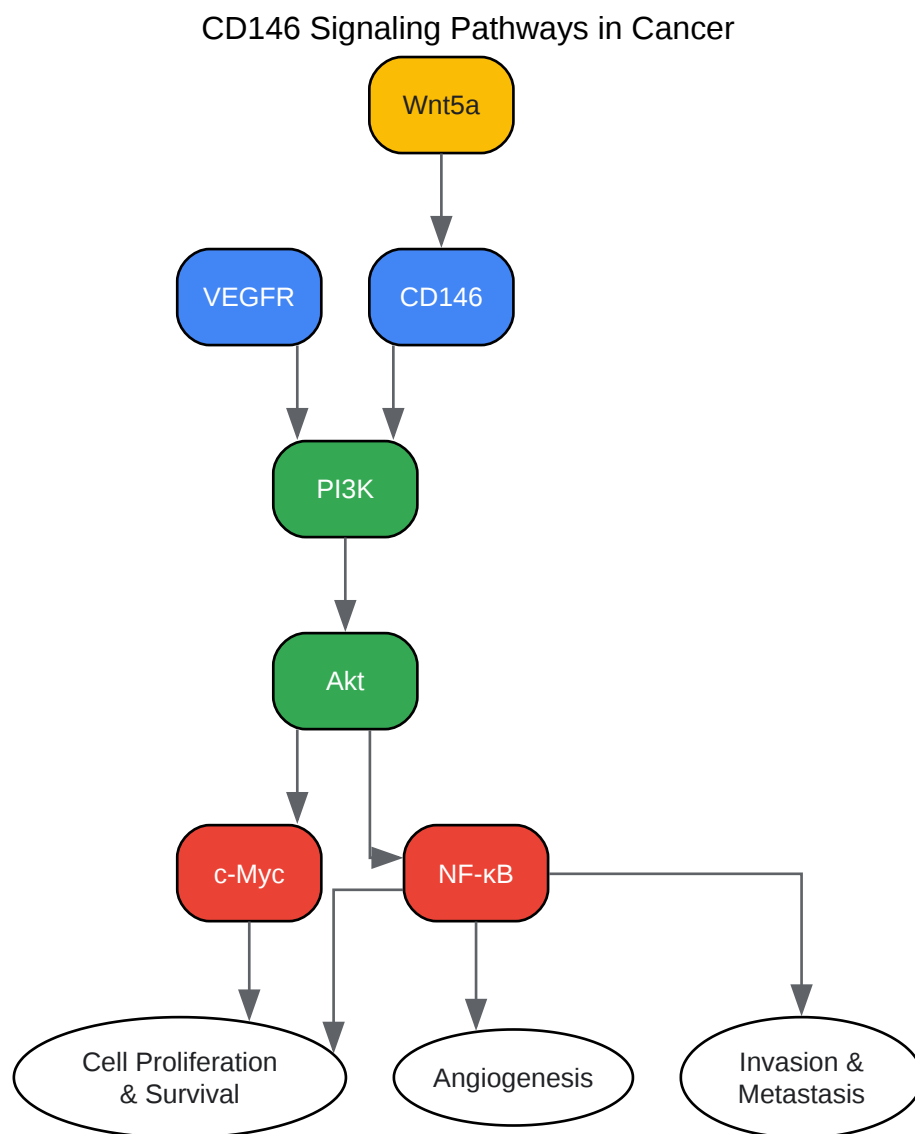 CD146 Signaling Pathways in Cancer
Wnt5a
VEGFR
CD146
PI3K
Akt
c-Myc
NF-κB
Cell Proliferation
& Survival
Angiogenesis
Invasion &
Metastasis